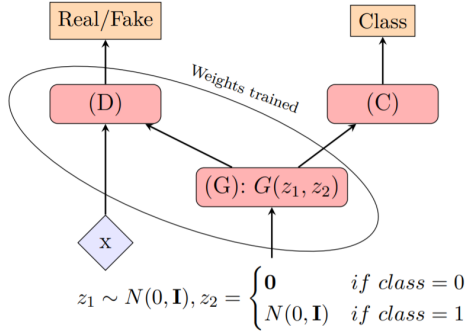 Real/Fake
Class
Weights trained
(D)
(C)
(G): G(z₁, z₂)
x
z₁ ∼ N(0, I), z₂ = { 0 if class = 0
N(0, I) if class = 1